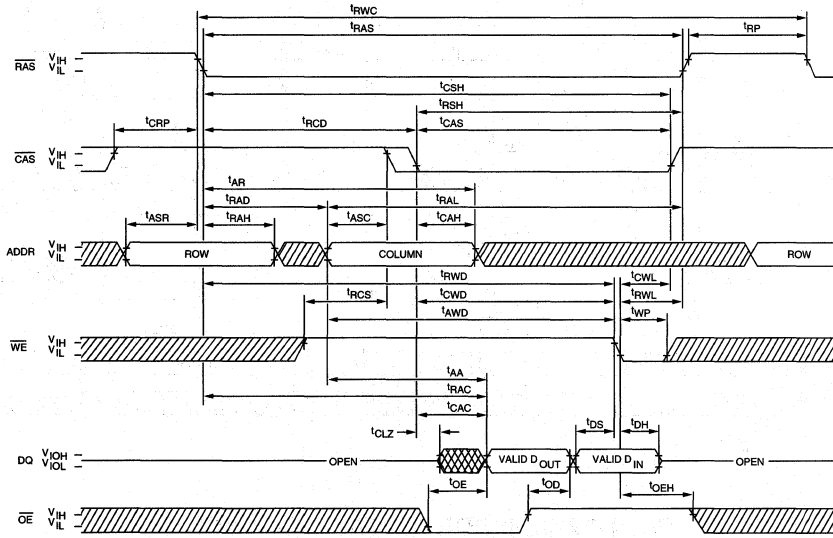 tRWC
tRAS
tRP
RAS VIH
VIL
tCSH
tRSH
tCRP
tRCD
tCAS
CAS VIH
VIL
tAR
tRAD
tRAL
tASR
tRAH
tASC
tCAH
ADDR VIH
VIL
ROW
COLUMN
ROW
tRWD
tCWL
tRCS
tCWD
tRWL
tAWD
tWP
WE VIH
VIL
tAA
tRAC
tCAC
tCLZ
tDS
tDH
DQ VIOH
VIOL
OPEN
VALID DOUT
VALID DIN
OPEN
tOE
tOD
tOEH
OE VIH
VIL